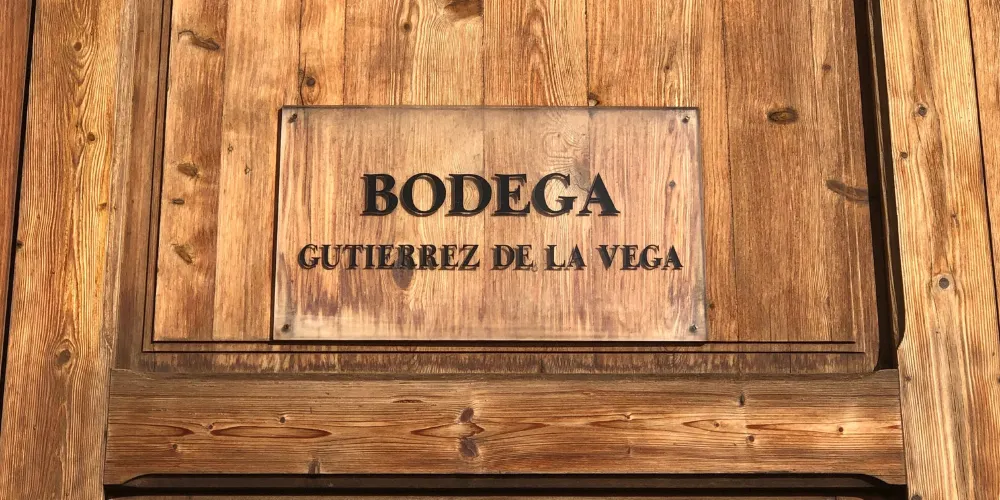 BODEGA
GUTIERREZ DE LA VEGA